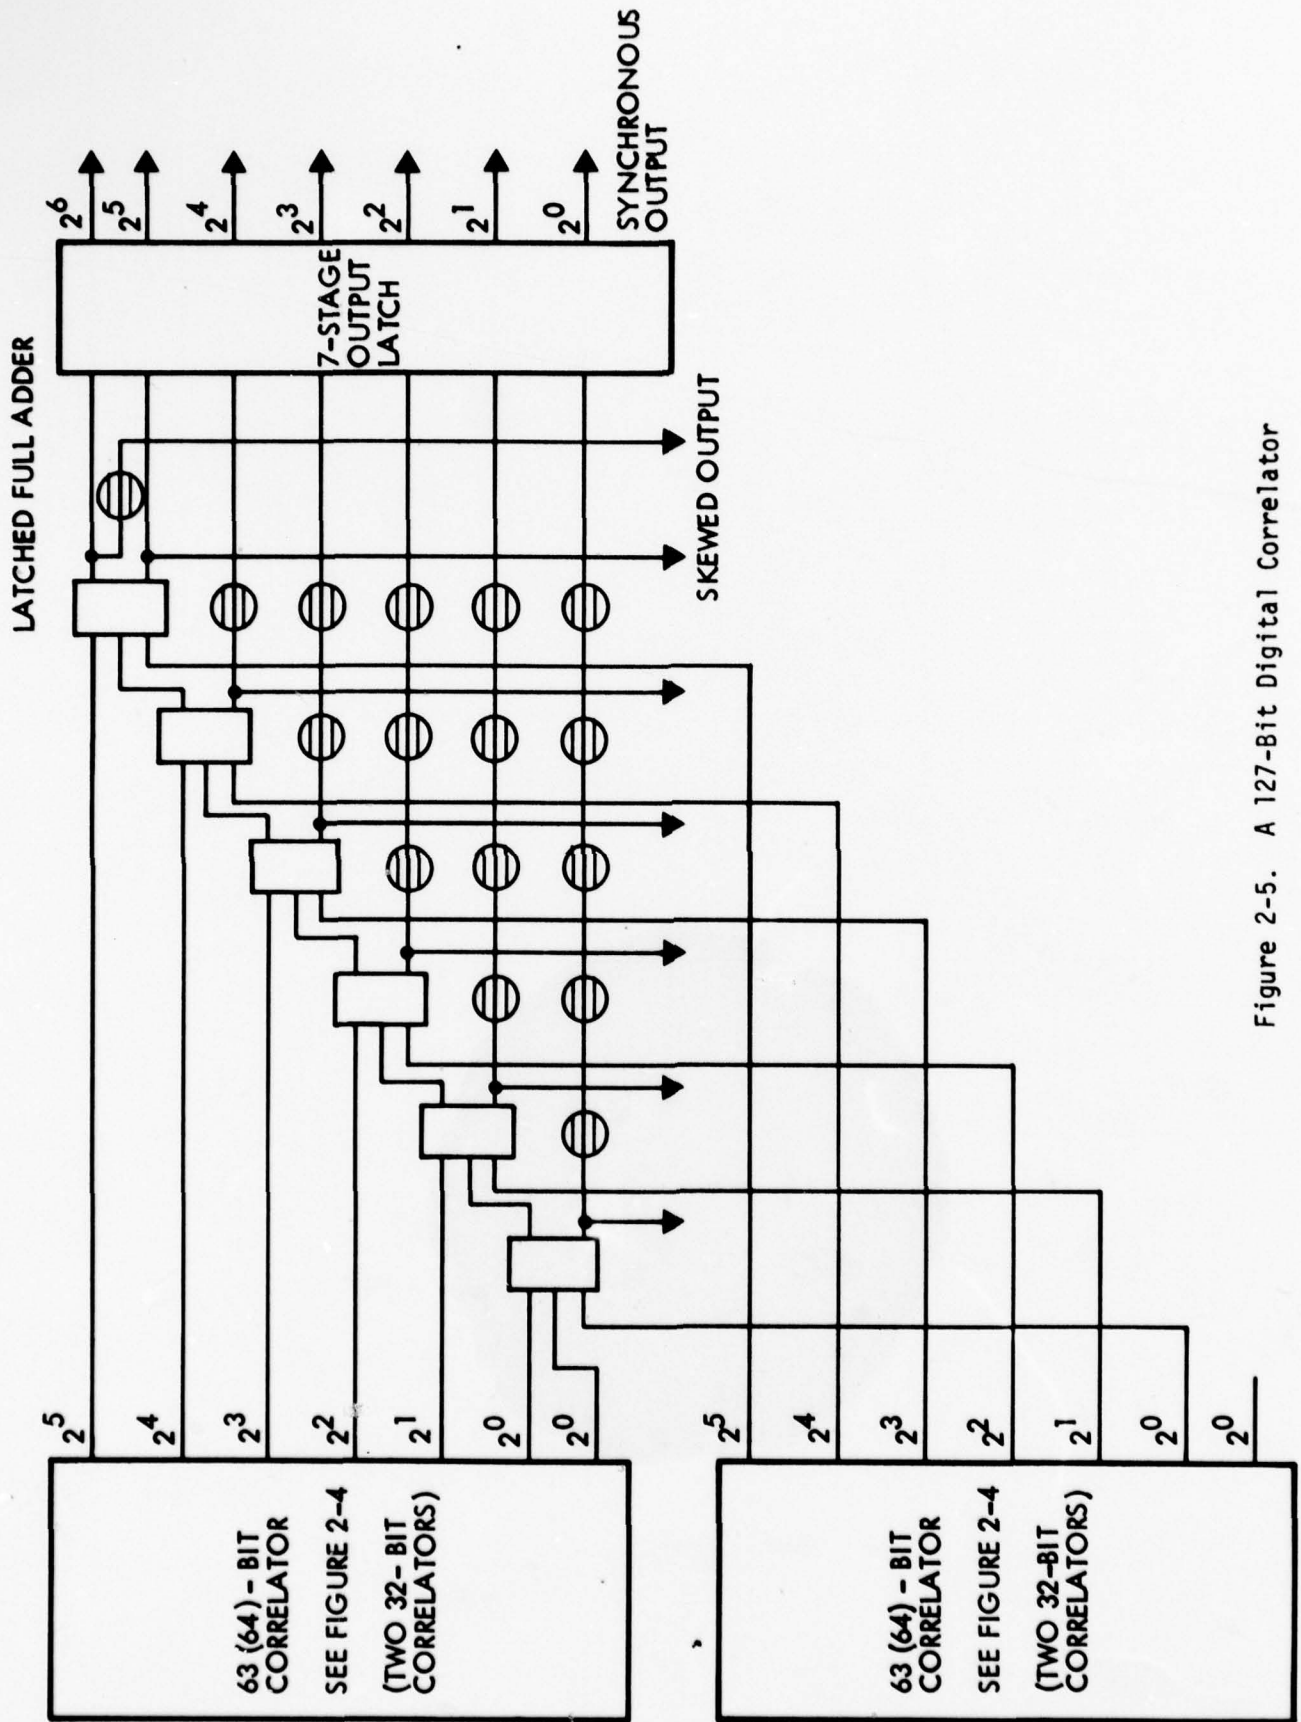 LATCHED FULL ADDER
2^6
2^5
2^4
2^3
2^2
2^1
2^0
7-STAGE
OUTPUT
LATCH
SYNCHRONOUS
OUTPUT
SKEWED OUTPUT
2^5
2^4
2^3
2^2
2^1
2^0
2^0
63 (64) - BIT
CORRELATOR
SEE FIGURE 2-4
(TWO 32- BIT
CORRELATORS)
2^5
2^4
2^3
2^2
2^1
2^0
2^0
63 (64) - BIT
CORRELATOR
SEE FIGURE 2-4
(TWO 32-BIT
CORRELATORS)
Figure 2-5. A 127-Bit Digital Correlator